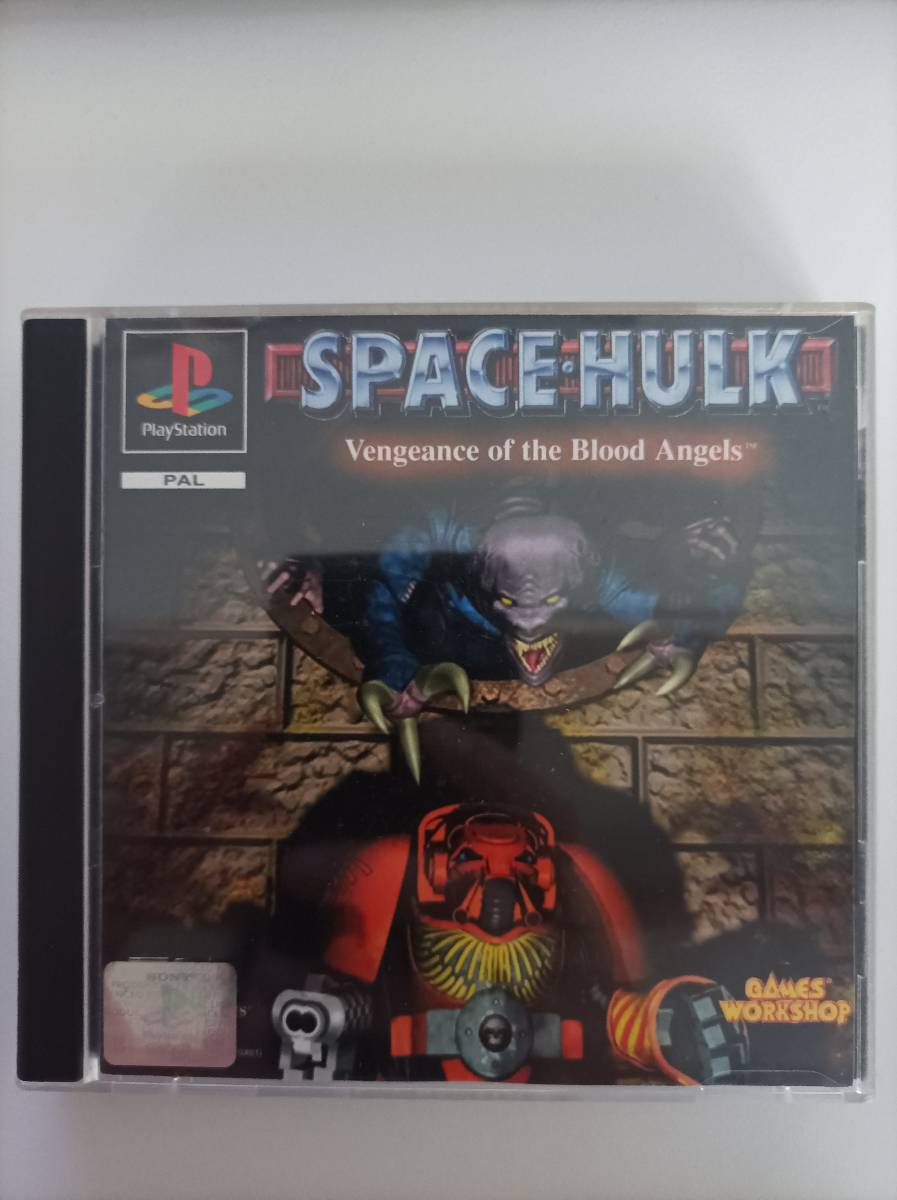 PlayStation
PAL
SPACE·HULK
Vengeance of the Blood Angels™
GAMES
WORKSHOP